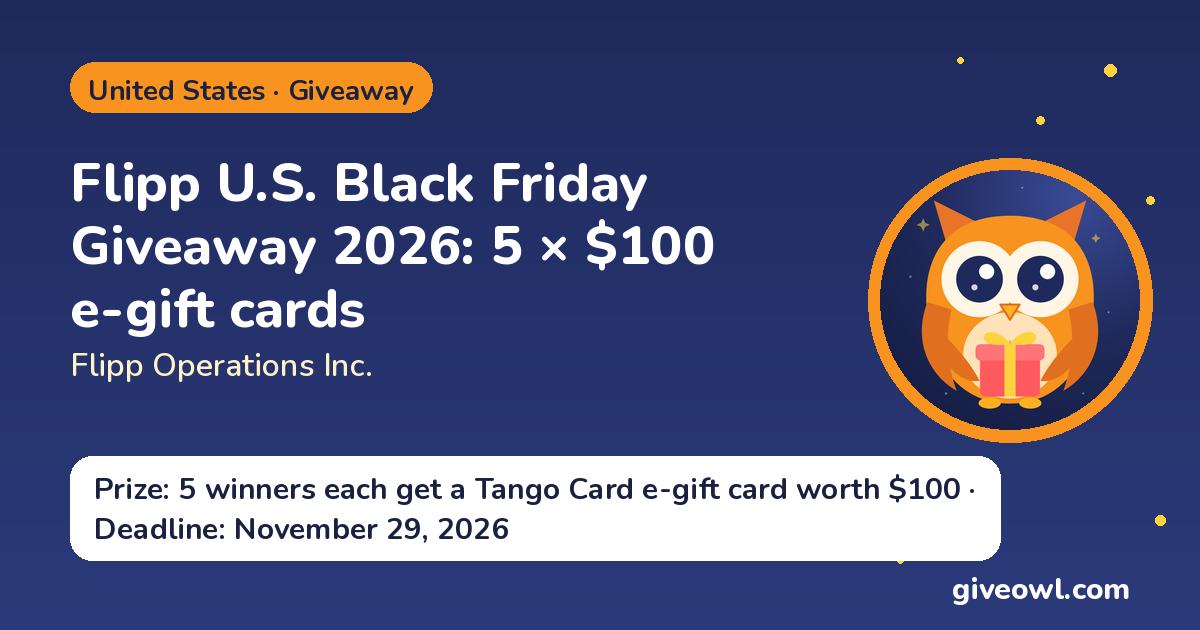 United States · Giveaway
Flipp U.S. Black Friday
Giveaway 2026: 5 × $100
e-gift cards
Flipp Operations Inc.
Prize: 5 winners each get a Tango Card e-gift card worth $100 ·
Deadline: November 29, 2026
giveowl.com